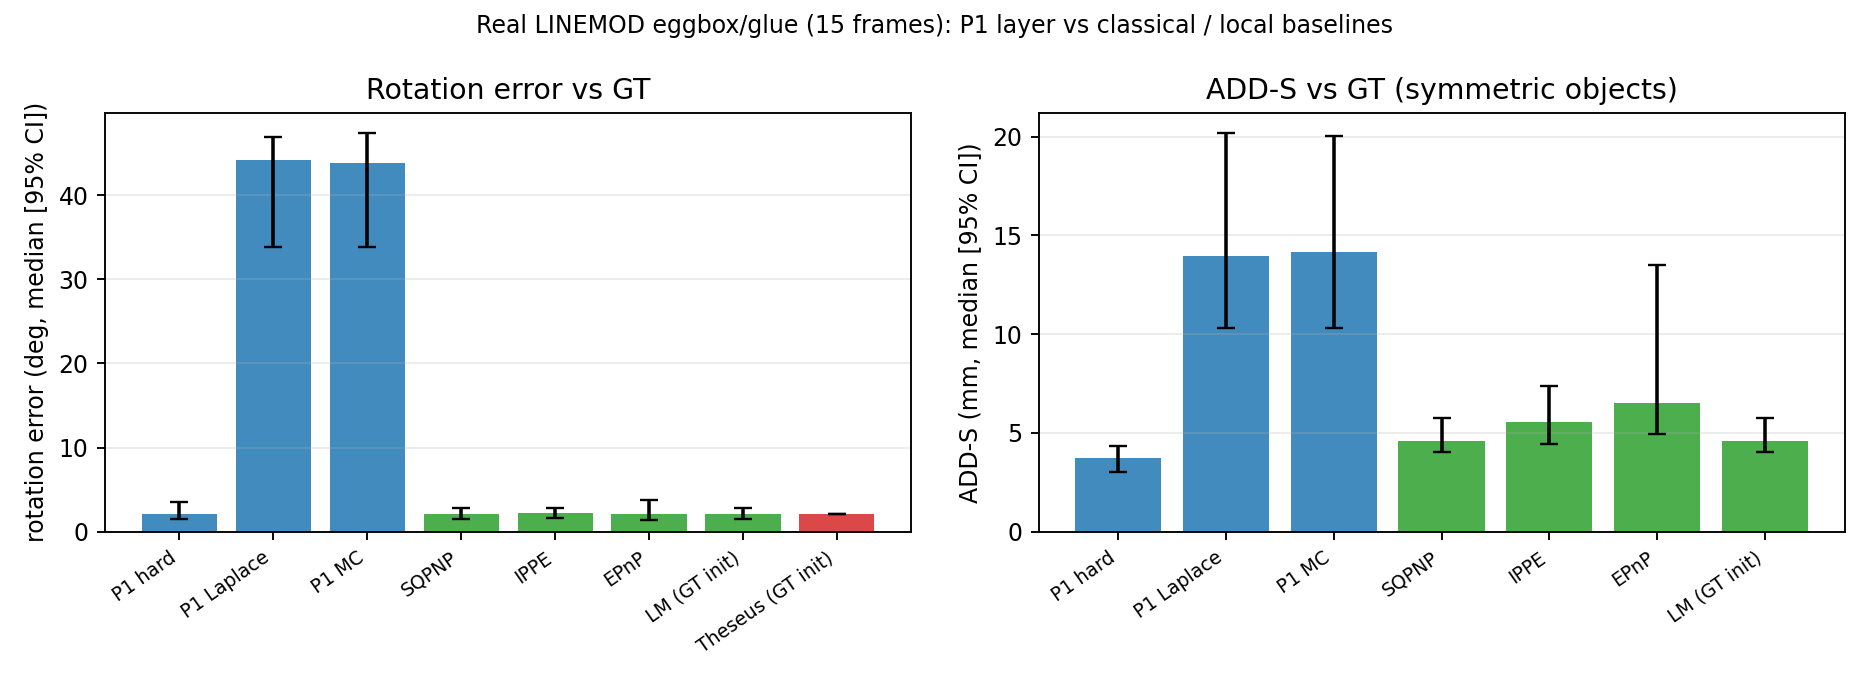 Real LINEMOD eggbox/glue (15 frames): P1 layer vs classical / local baselines
Rotation error vs GT
rotation error (deg, median [95% CI])
40
30
20
10
0
P1 hard
P1 Laplace
P1 MC
SQPNP
IPPE
EPnP
LM (GT init)
Theseus (GT init)
ADD-S vs GT (symmetric objects)
ADD-S (mm, median [95% CI])
20
15
10
5
0
P1 hard
P1 Laplace
P1 MC
SQPNP
IPPE
EPnP
LM (GT init)